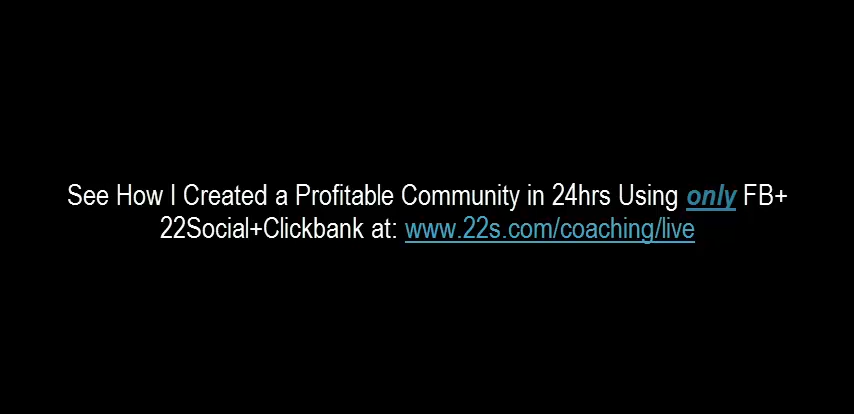 See How I Created a Profitable Community in 24hrs Using only FB+
22Social+Clickbank at: www.22s.com/coaching/live